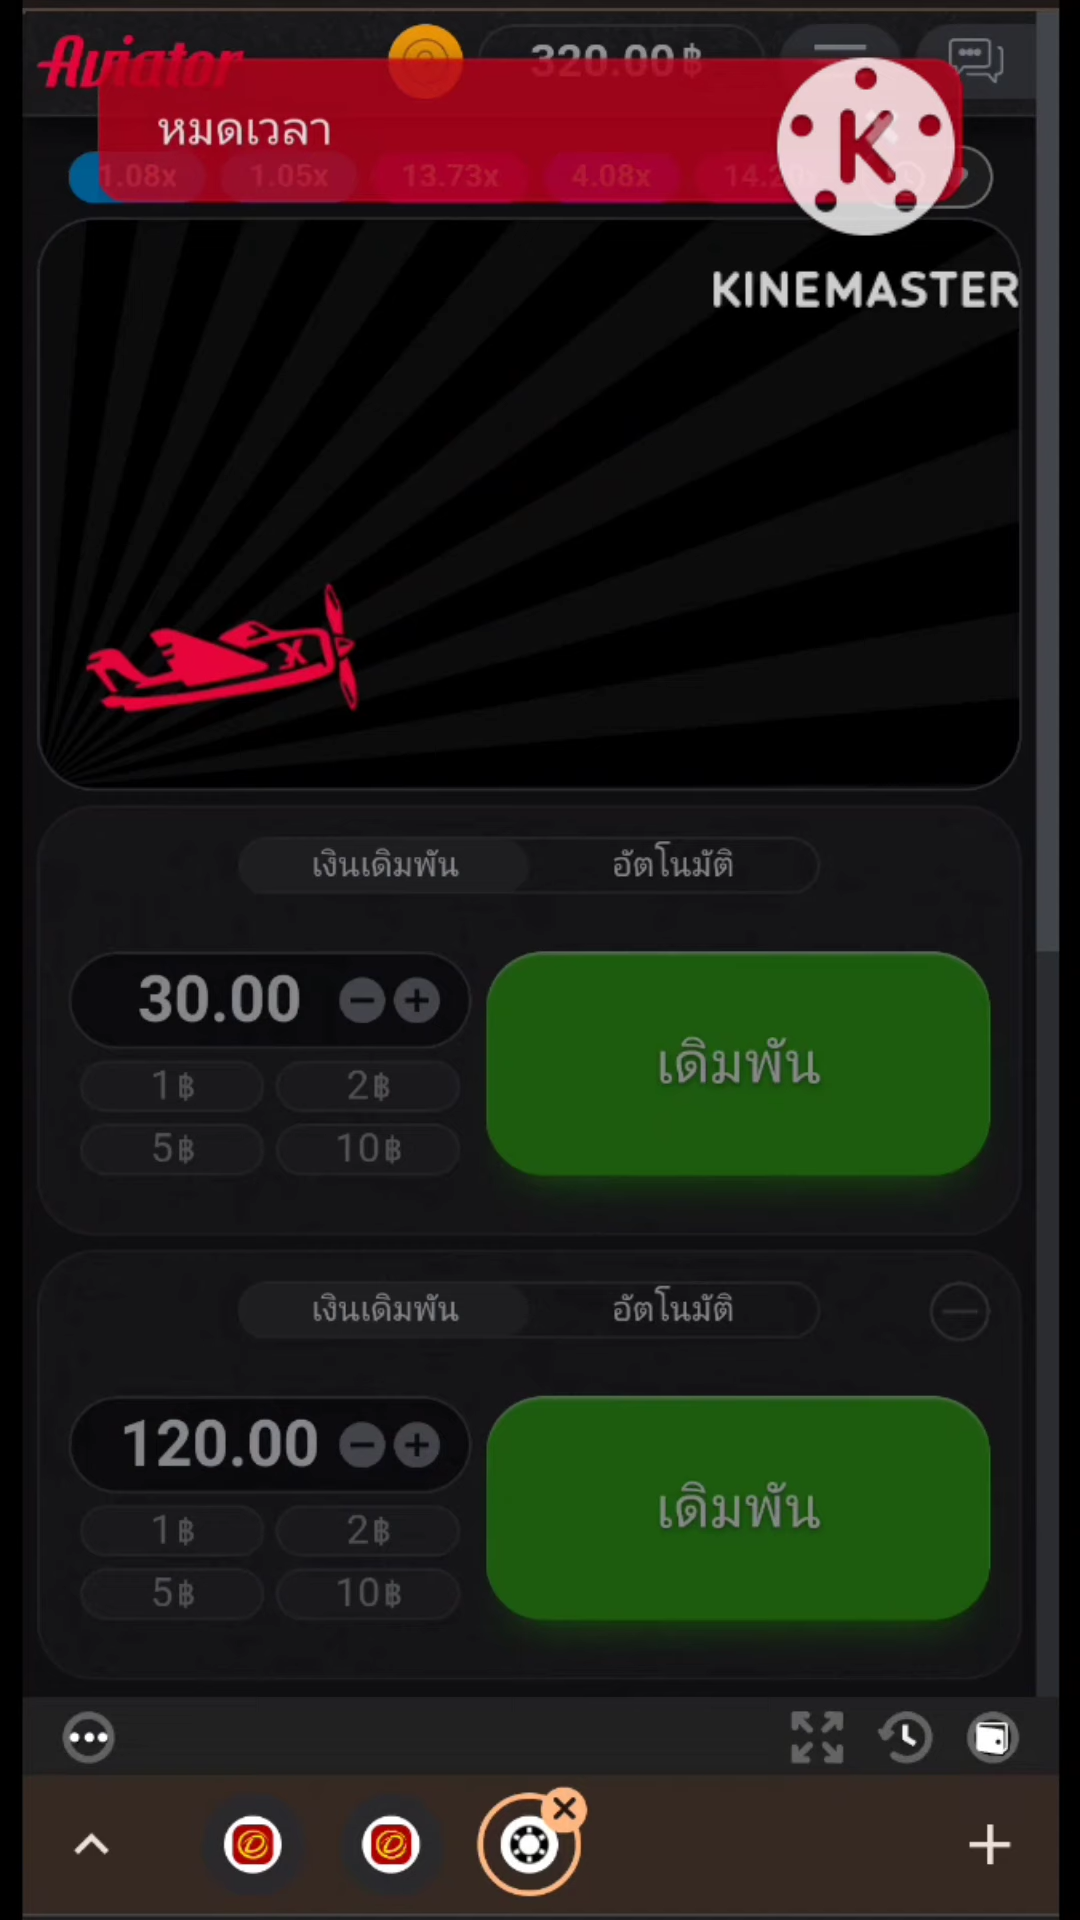 Aviator
320.00฿
หมดเวลา
1.08x
1.05x
13.73x
4.08x
K
KINEMASTER
X
เงินเดิมพัน
อัตโนมัติ
30.00
เดิมพัน
1฿
2฿
5฿
10฿
เงินเดิมพัน
อัตโนมัติ
120.00
เดิมพัน
1฿
2฿
5฿
10฿